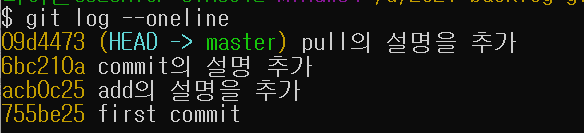 $ git log --oneline
09d4473 (HEAD -> master) pull의 설명을 추가
6bc210a commit의 설명 추가
acb0c25 add의 설명을 추가
755be25 first commit